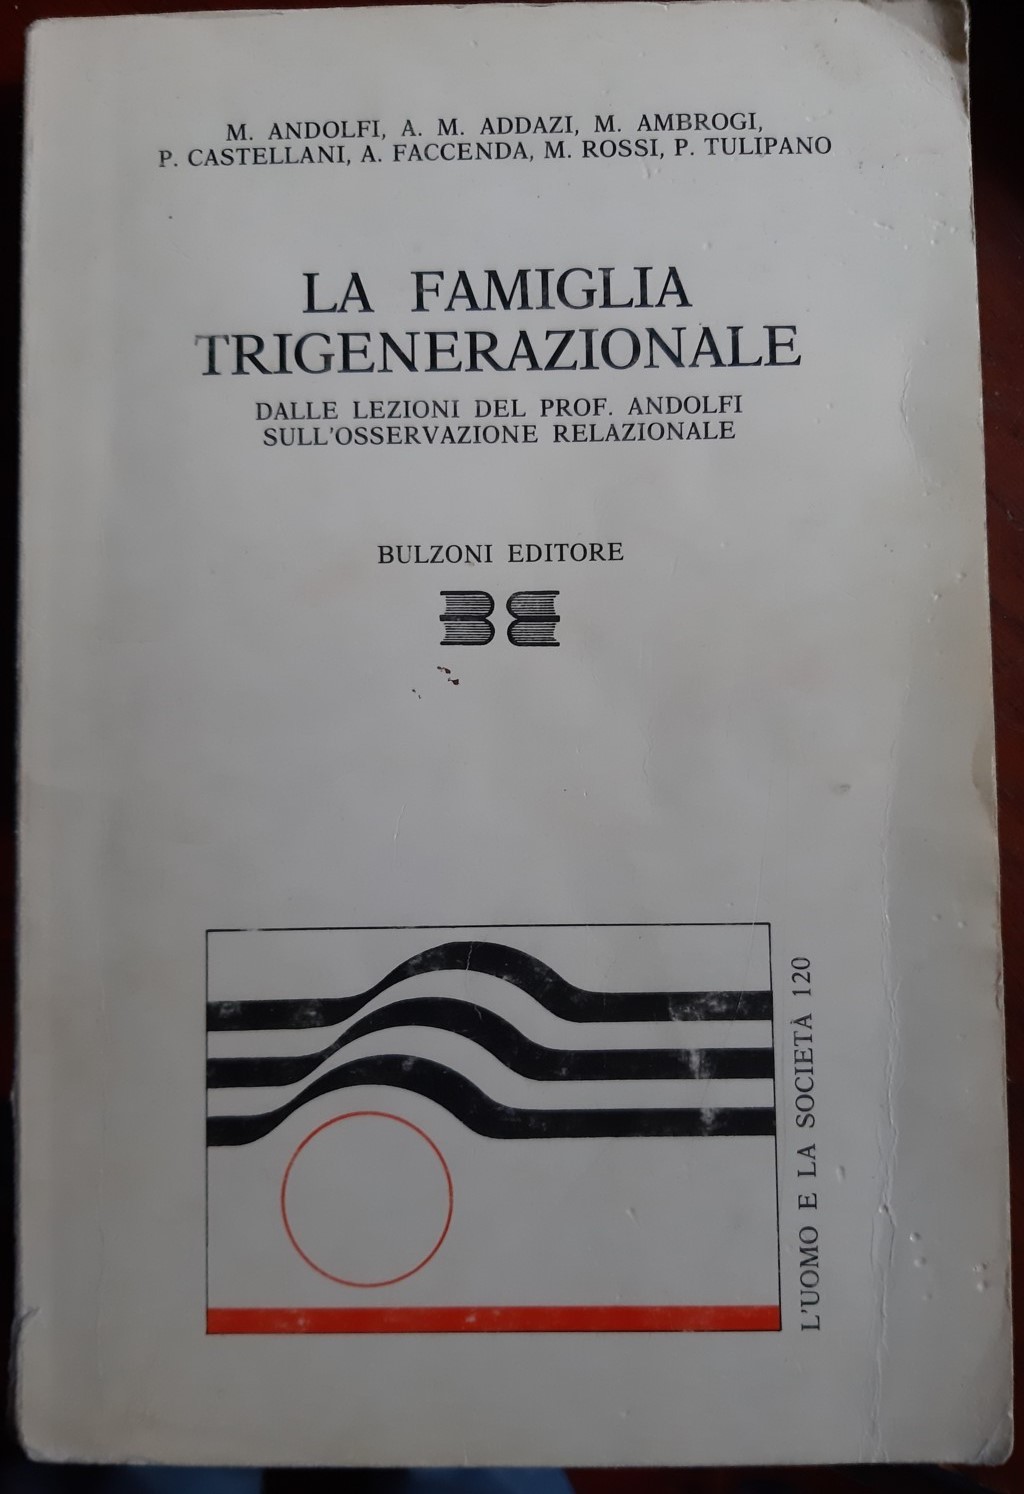 M. ANDOLFI, A. M. ADDAZI, M. AMBROGI,
P. CASTELLANI, A. FACCENDA, M. ROSSI, P. TULIPANO
LA FAMIGLIA
TRIGENERAZIONALE
DALLE LEZIONI DEL PROF. ANDOLFI
SULL'OSSERVAZIONE RELAZIONALE
BULZONI EDITORE
BE
L'UOMO E LA SOCIETÀ 120